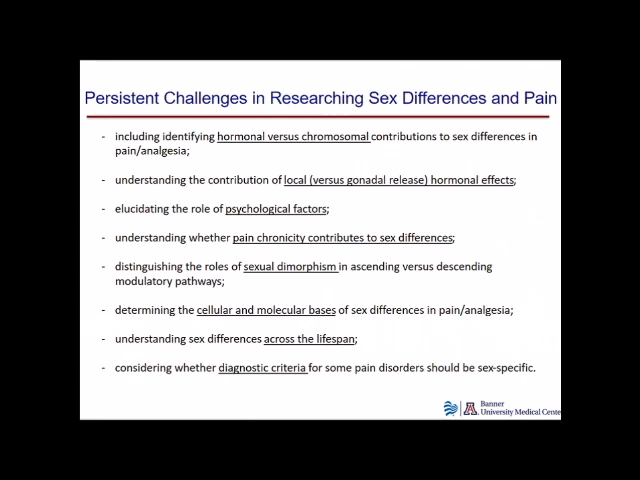 Persistent Challenges in Researching Sex Differences and Pain
- including identifying hormonal versus chromosomal contributions to sex differences in
pain/analgesia;
- understanding the contribution of local (versus gonadal release) hormonal effects;
- elucidating the role of psychological factors;
- understanding whether pain chronicity contributes to sex differences;
- distinguishing the roles of sexual dimorphism in ascending versus descending
modulatory pathways;
- determining the cellular and molecular bases of sex differences in pain/analgesia;
- understanding sex differences across the lifespan;
- considering whether diagnostic criteria for some pain disorders should be sex-specific.
A Banner
University Medical Cente